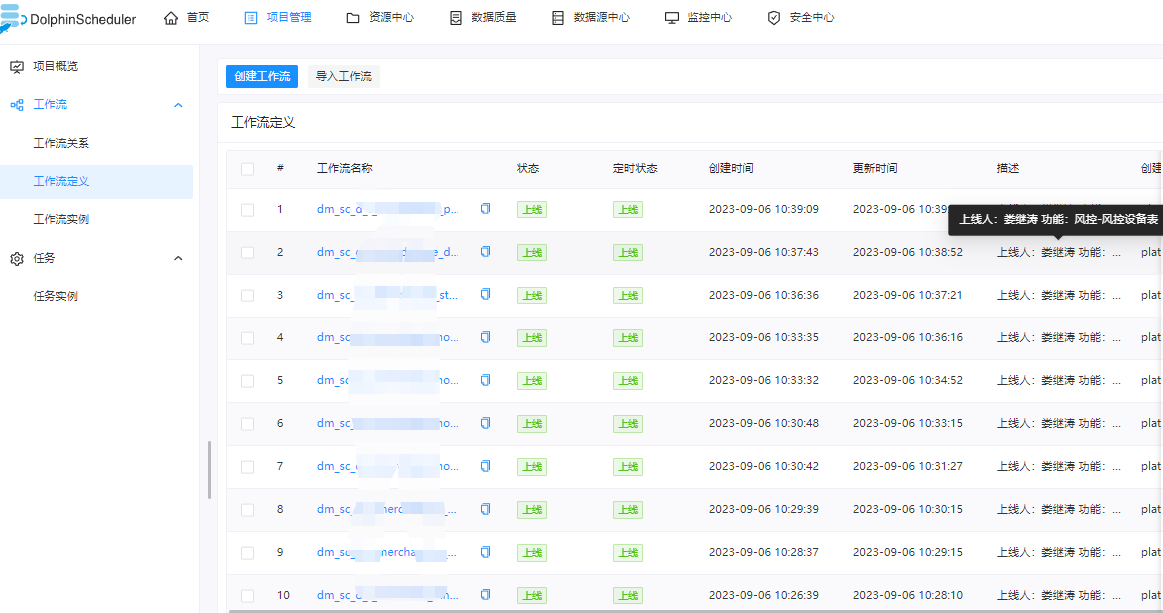 DolphinScheduler 首页 项目管理 资源中心 数据质量 数据源中心 监控中心 安全中心
项目概览
工作流
工作流关系
工作流定义
工作流实例
任务
任务实例
创建工作流 导入工作流
工作流定义
# 工作流名称 状态 定时状态 创建时间 更新时间 描述 创建
1 dm_sc_ _p... 上线 上线 2023-09-06 10:39:09 2023-09-06 10:39
上线人：娄继涛 功能：风控-风控设备表
2 dm_sc_ e_d... 上线 上线 2023-09-06 10:37:43 2023-09-06 10:38:52 上线人：娄继涛 功能：... plat
3 dm_sc_ _st... 上线 上线 2023-09-06 10:36:36 2023-09-06 10:37:21 上线人：娄继涛 功能：... plat
4 dm_sc_ no... 上线 上线 2023-09-06 10:33:35 2023-09-06 10:36:16 上线人：娄继涛 功能：... plat
5 dm_sc no... 上线 上线 2023-09-06 10:33:32 2023-09-06 10:34:52 上线人：娄继涛 功能：... plat
6 dm_sc_ no... 上线 上线 2023-09-06 10:30:48 2023-09-06 10:33:15 上线人：娄继涛 功能：... plat
7 dm_sc_ no... 上线 上线 2023-09-06 10:30:42 2023-09-06 10:31:27 上线人：娄继涛 功能：... plat
8 dm_sc_ merc _... 上线 上线 2023-09-06 10:29:39 2023-09-06 10:30:15 上线人：娄继涛 功能：... plat
9 dm_sc mercha ... 上线 上线 2023-09-06 10:28:37 2023-09-06 10:29:15 上线人：娄继涛 功能：... plat
10 dm_sc_ ... 上线 上线 2023-09-06 10:26:39 2023-09-06 10:28:10 上线人：娄继涛 功能：... plat